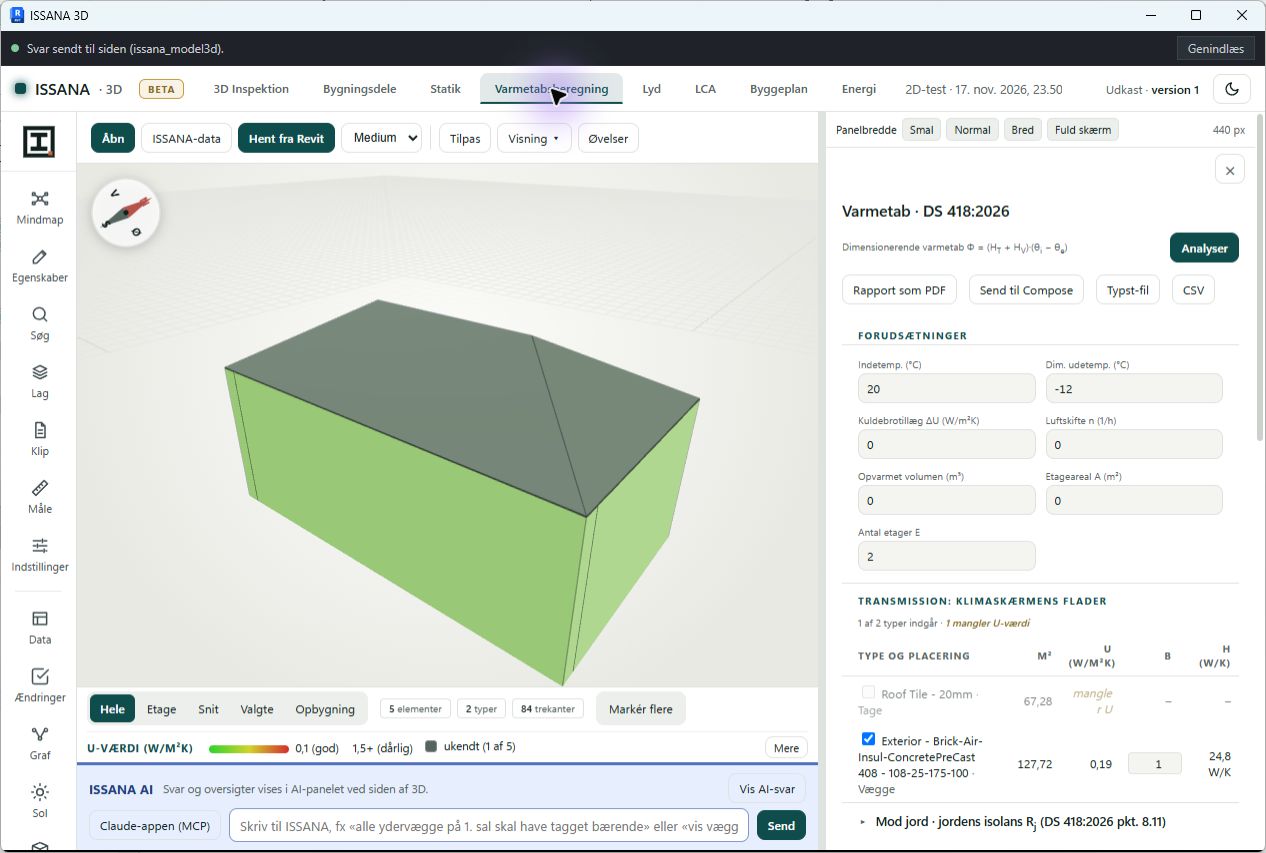 ISSANA 3D
Svar sendt til siden (issana_model3d).
Genindlæs
ISSANA · 3D
BETA
3D Inspektion
Bygningsdele
Statik
Varmetabsberegning
Lyd
LCA
Byggeplan
Energi
2D-test · 17. nov. 2026, 23.50
Udkast · version 1
Åbn
ISSANA-data
Hent fra Revit
Medium
Tilpas
Visning
Øvelser
Panelbredde
Smal
Normal
Bred
Fuld skærm
440 px
Mindmap
Egenskaber
Søg
Lag
Klip
Måle
Indstillinger
Data
Ændringer
Graf
Sol
Varmetab · DS 418:2026
Dimensionerende varmetab Φ = (H_T + H_V)·(θ_i − θ_e)
Analyser
Rapport som PDF
Send til Compose
Typst-fil
CSV
FORUDSÆTNINGER
Indetemp. (°C)
Dim. udetemp. (°C)
20
-12
Kuldebrotillæg ΔU (W/m²K)
Luftskifte n (1/h)
0
0
Opvarmet volumen (m³)
Etageareal A (m²)
0
0
Antal etager E
2
TRANSMISSION: KLIMASKÆRMENS FLADER
1 af 2 typer indgår · 1 mangler U-værdi
TYPE OG PLACERING
M²
U (W/M²K)
B
H (W/K)
Roof Tile - 20mm ·
Tage
67,28
mangle
r U
–
–
Exterior - Brick-Air-
Insul-ConcretePreCast
408 - 108-25-175-100 ·
Vægge
127,72
0,19
1
24,8
W/K
Mod jord · jordens isolans R_j (DS 418:2026 pkt. 8.11)
Hele
Etage
Snit
Valgte
Opbygning
5 elementer
2 typer
84 trekanter
Markér flere
U-VÆRDI (W/M²K)
0,1 (god)
1,5+ (dårlig)
ukendt (1 af 5)
Mere
ISSANA AI
Svar og oversigter vises i AI-panelet ved siden af 3D.
Vis AI-svar
Claude-appen (MCP)
Skriv til ISSANA, fx «alle ydervægge på 1. sal skal have tagget bærende» eller «vis vægg
Send